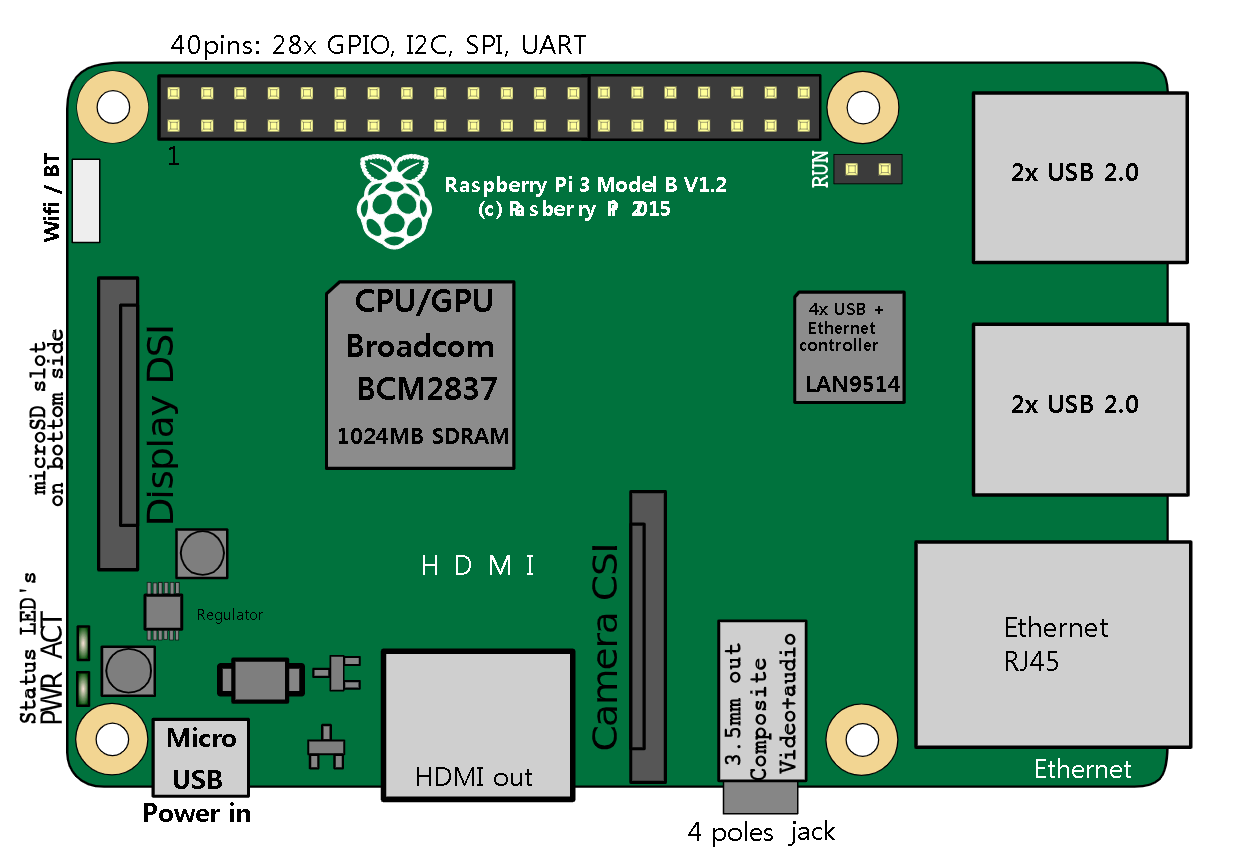 40pins: 28x GPIO, I2C, SPI, UART
1
Wifi / BT
RUN
Raspberry Pi 3 Model B V1.2
(c) Rasberry Pi 2015
2x USB 2.0
CPU/GPU
Broadcom
BCM2837
1024MB SDRAM
4x USB +
Ethernet
controller
LAN9514
2x USB 2.0
Display DSI
microSD slot
on bottom side
H D M I
Camera CSI
Regulator
Status LED's
PWR ACT
Ethernet
RJ45
3.5mm out
Composite
Video+audio
Micro
USB
HDMI out
Ethernet
Power in
4 poles jack